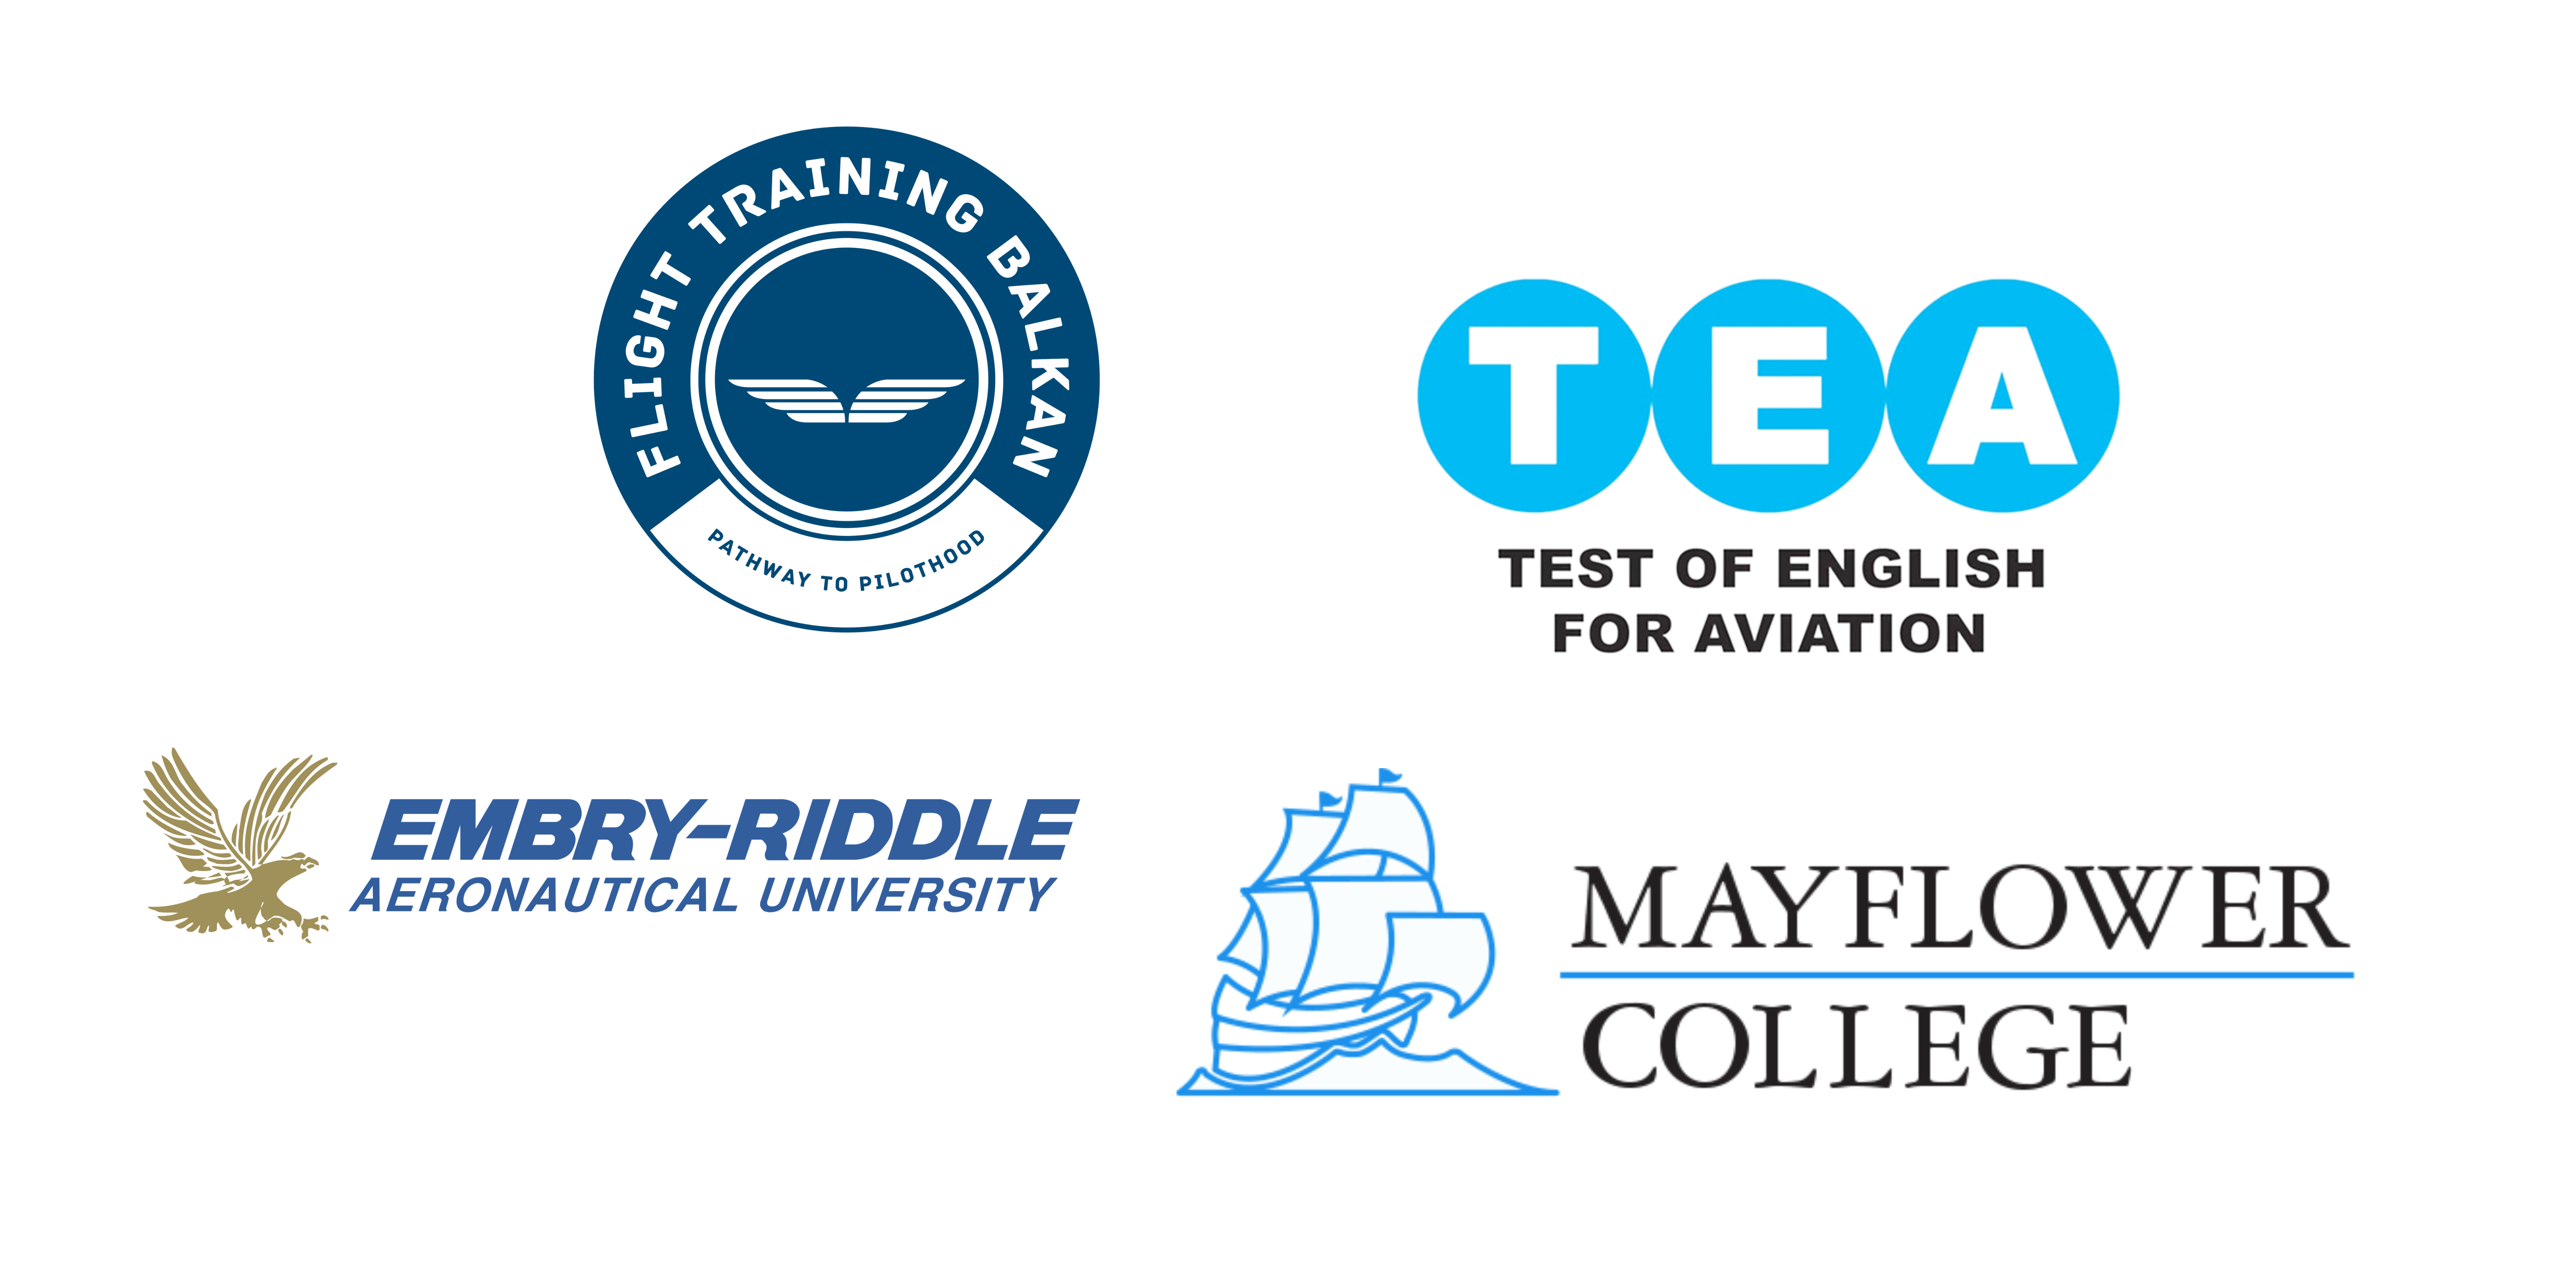 FLIGHT TRAINING BALKAN
PATHWAY TO PILOTHOOD
TEA
TEST OF ENGLISH
FOR AVIATION
EMBRY-RIDDLE
AERONAUTICAL UNIVERSITY
MAYFLOWER
COLLEGE